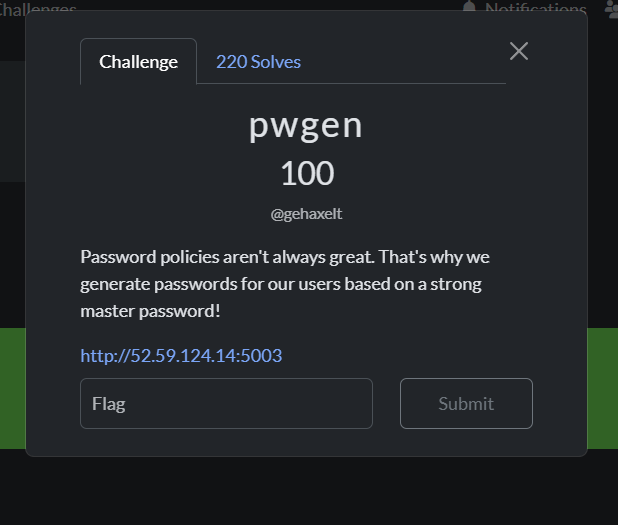 Challenges
Notifications
Challenge
220 Solves
pwgen
100
@gehaxelt
Password policies aren't always great. That's why we
generate passwords for our users based on a strong
master password!
http://52.59.124.14:5003
Flag
Submit